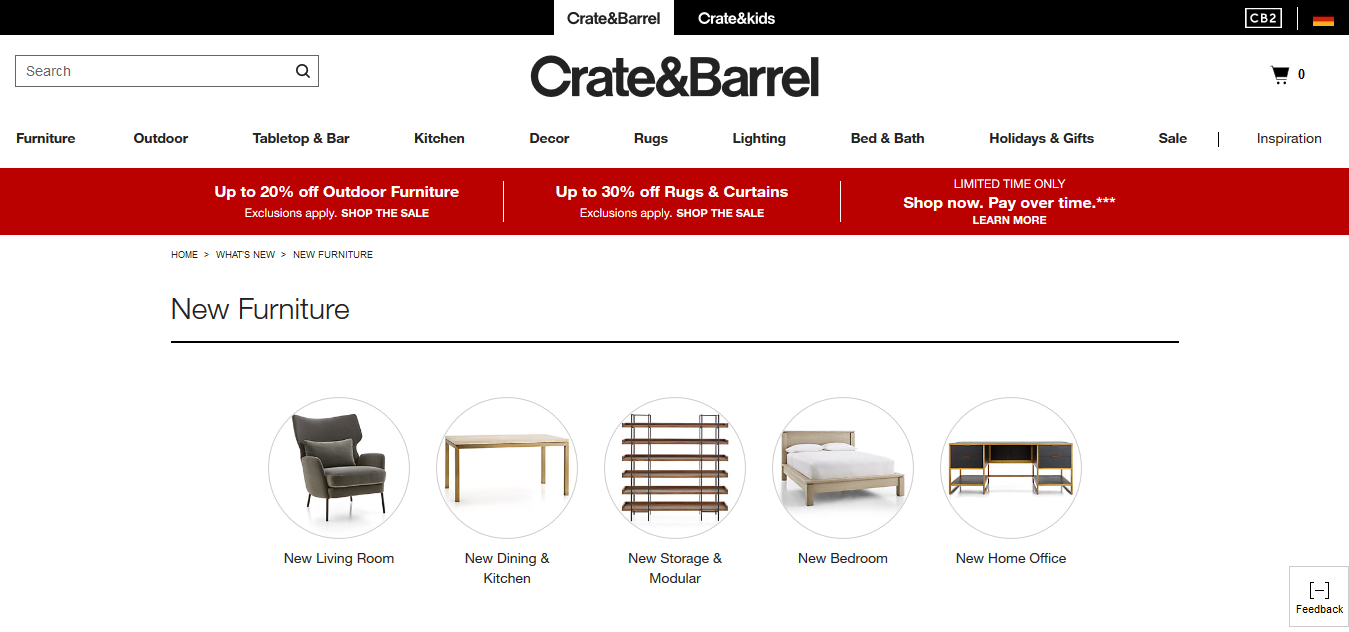 Crate&Barrel
Crate&kids
CB2
Search
Crate&Barrel
0
Furniture
Outdoor
Tabletop & Bar
Kitchen
Decor
Rugs
Lighting
Bed & Bath
Holidays & Gifts
Sale
Inspiration
Up to 20% off Outdoor Furniture
Exclusions apply. SHOP THE SALE
Up to 30% off Rugs & Curtains
Exclusions apply. SHOP THE SALE
LIMITED TIME ONLY
Shop now. Pay over time.***
LEARN MORE
HOME > WHAT'S NEW > NEW FURNITURE
New Furniture
New Living Room
New Dining &
Kitchen
New Storage &
Modular
New Bedroom
New Home Office
Feedback